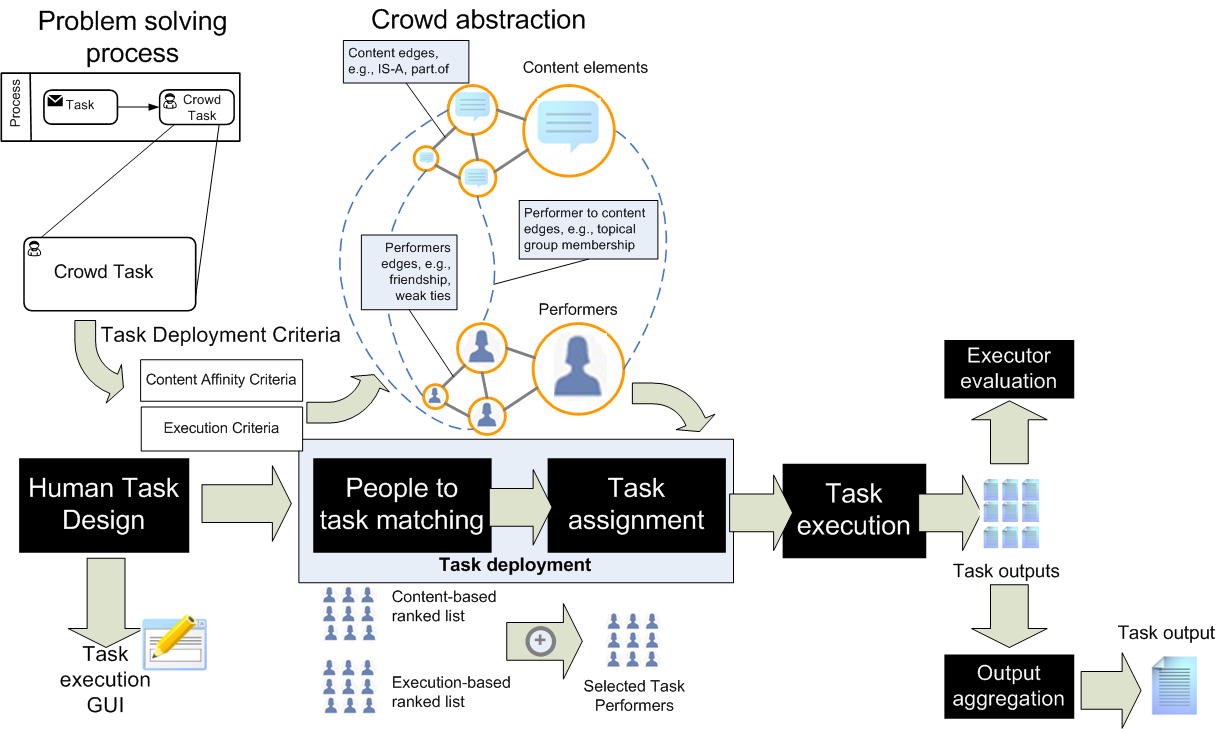 Problem solving
process
Process
Task
Crowd
Task
Crowd Task
Crowd abstraction
Content edges,
e.g., IS-A, part.of
Content elements
Performer to content
edges, e.g., topical
group membership
Performers
edges, e.g.,
friendship,
weak ties
Performers
Task Deployment Criteria
Content Affinity Criteria
Execution Criteria
Human Task
Design
People to
task matching
Task
assignment
Task deployment
Task
execution
Executor
evaluation
Task outputs
Output
aggregation
Task output
Task
execution
GUI
Content-based
ranked list
Execution-based
ranked list
Selected Task
Performers